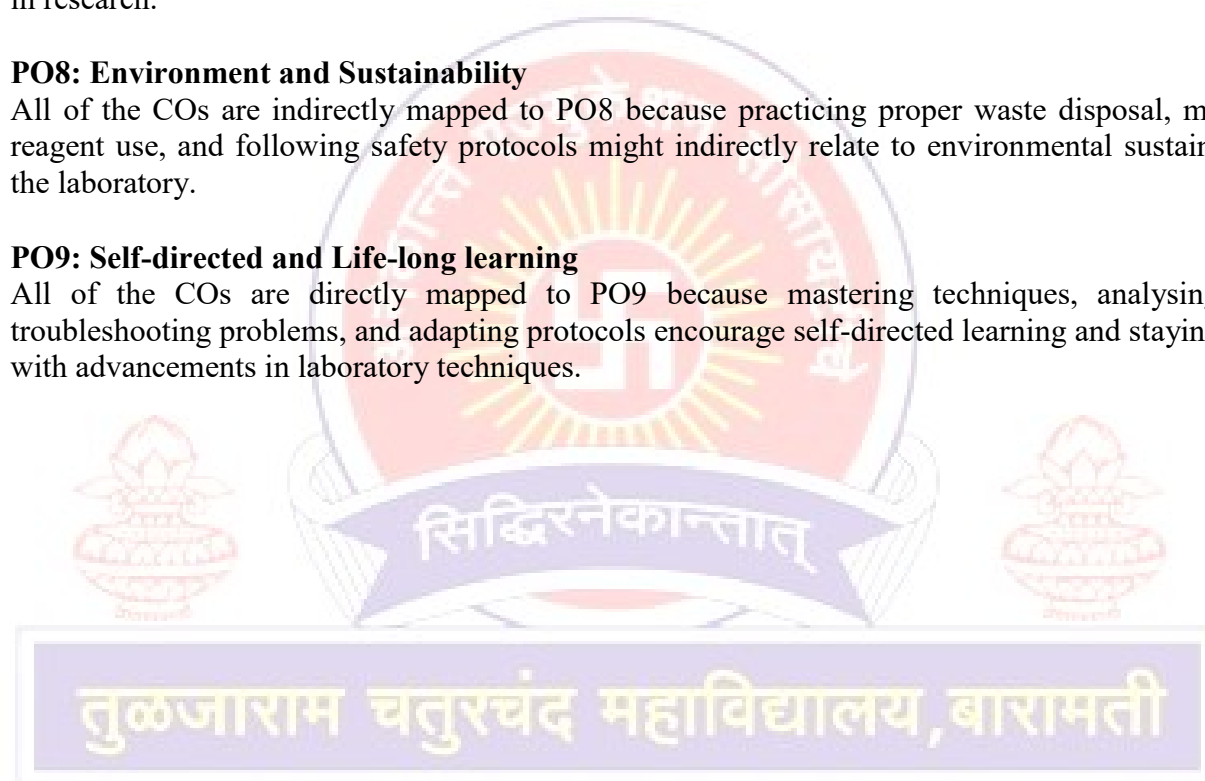 in research.
PO8: Environment and Sustainability
All of the COs are indirectly mapped to PO8 because practicing proper waste disposal, m
reagent use, and following safety protocols might indirectly relate to environmental sustain
the laboratory.
PO9: Self-directed and Life-long learning
All of the COs are directly mapped to PO9 because mastering techniques, analysing
troubleshooting problems, and adapting protocols encourage self-directed learning and staying
with advancements in laboratory techniques.
सिद्धिरनेकान्तात्
तुळजाराम चतुरचंद महाविद्यालय,बारामती